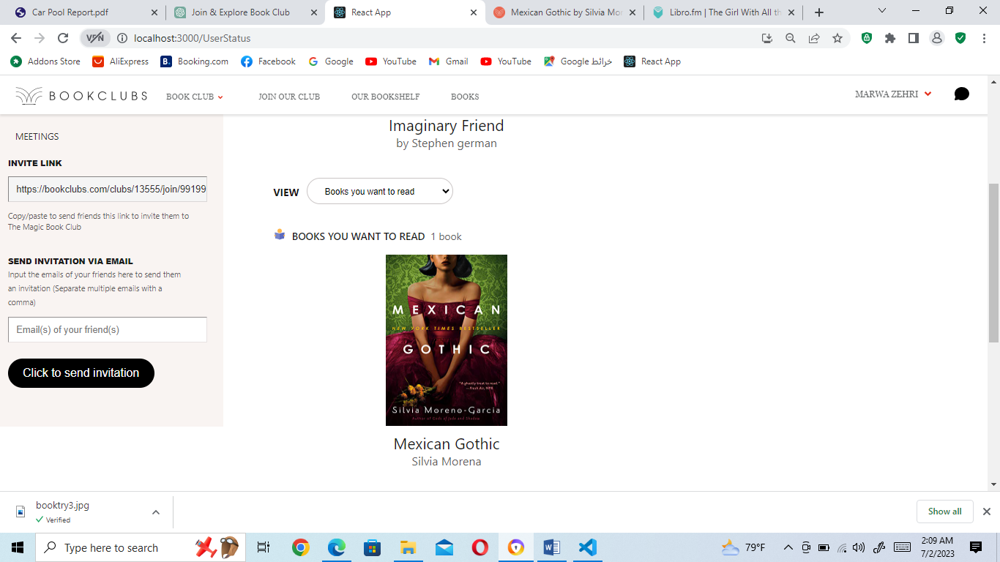 Car Pool Report.pdf
Join & Explore Book Club
React App
Mexican Gothic by Silvia Mor
Libro.fm | The Girl With All th
VPN
localhost:3000/UserStatus
Addons Store
AliExpress
Booking.com
Facebook
Google
YouTube
Gmail
YouTube
خرائط Google
React App
BOOKCLUBS
BOOK CLUB
JOIN OUR CLUB
OUR BOOKSHELF
BOOKS
MARWA ZEHRI
MEETINGS
INVITE LINK
https://bookclubs.com/clubs/13555/join/99199
Copy/paste to send friends this link to invite them to
The Magic Book Club
SEND INVITATION VIA EMAIL
Input the emails of your friends here to send them
an invitation (Separate multiple emails with a
comma)
Email(s) of your friend(s)
Click to send invitation
Imaginary Friend
by Stephen german
VIEW Books you want to read
BOOKS YOU WANT TO READ 1 book
MEXICAN
NEW YORK TIMES BESTSELLER
GOTHIC
"A ghastly treat to read."
—Fresh Air, NPR
Silvia Moreno-Garcia
Author of Gods of Jade and Shadow
Mexican Gothic
Silvia Morena
booktry3.jpg
Verified
Show all
Type here to search
79°F
2:09 AM
7/2/2023